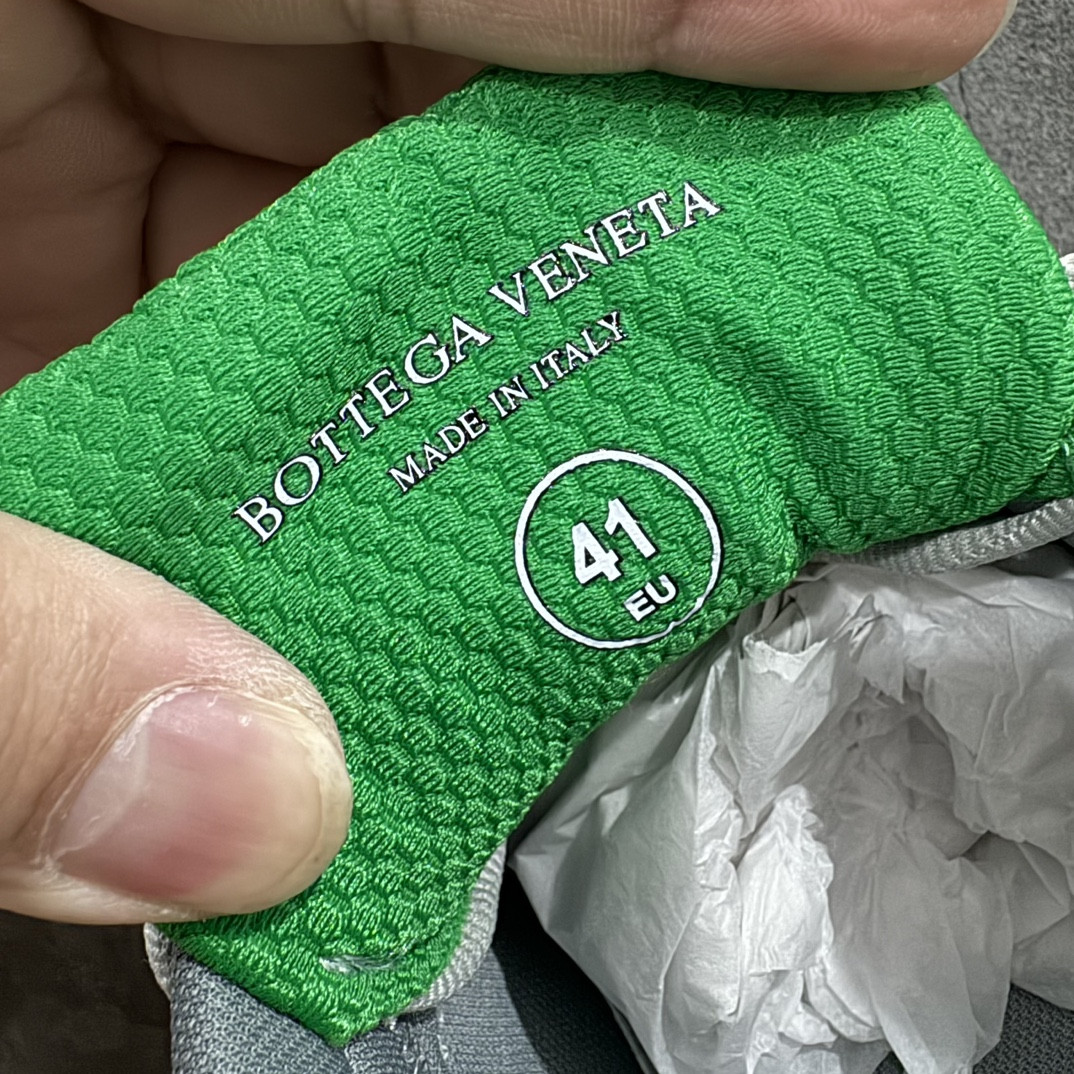 BOTTEGA VENETA
MADE IN ITALY
41
EU